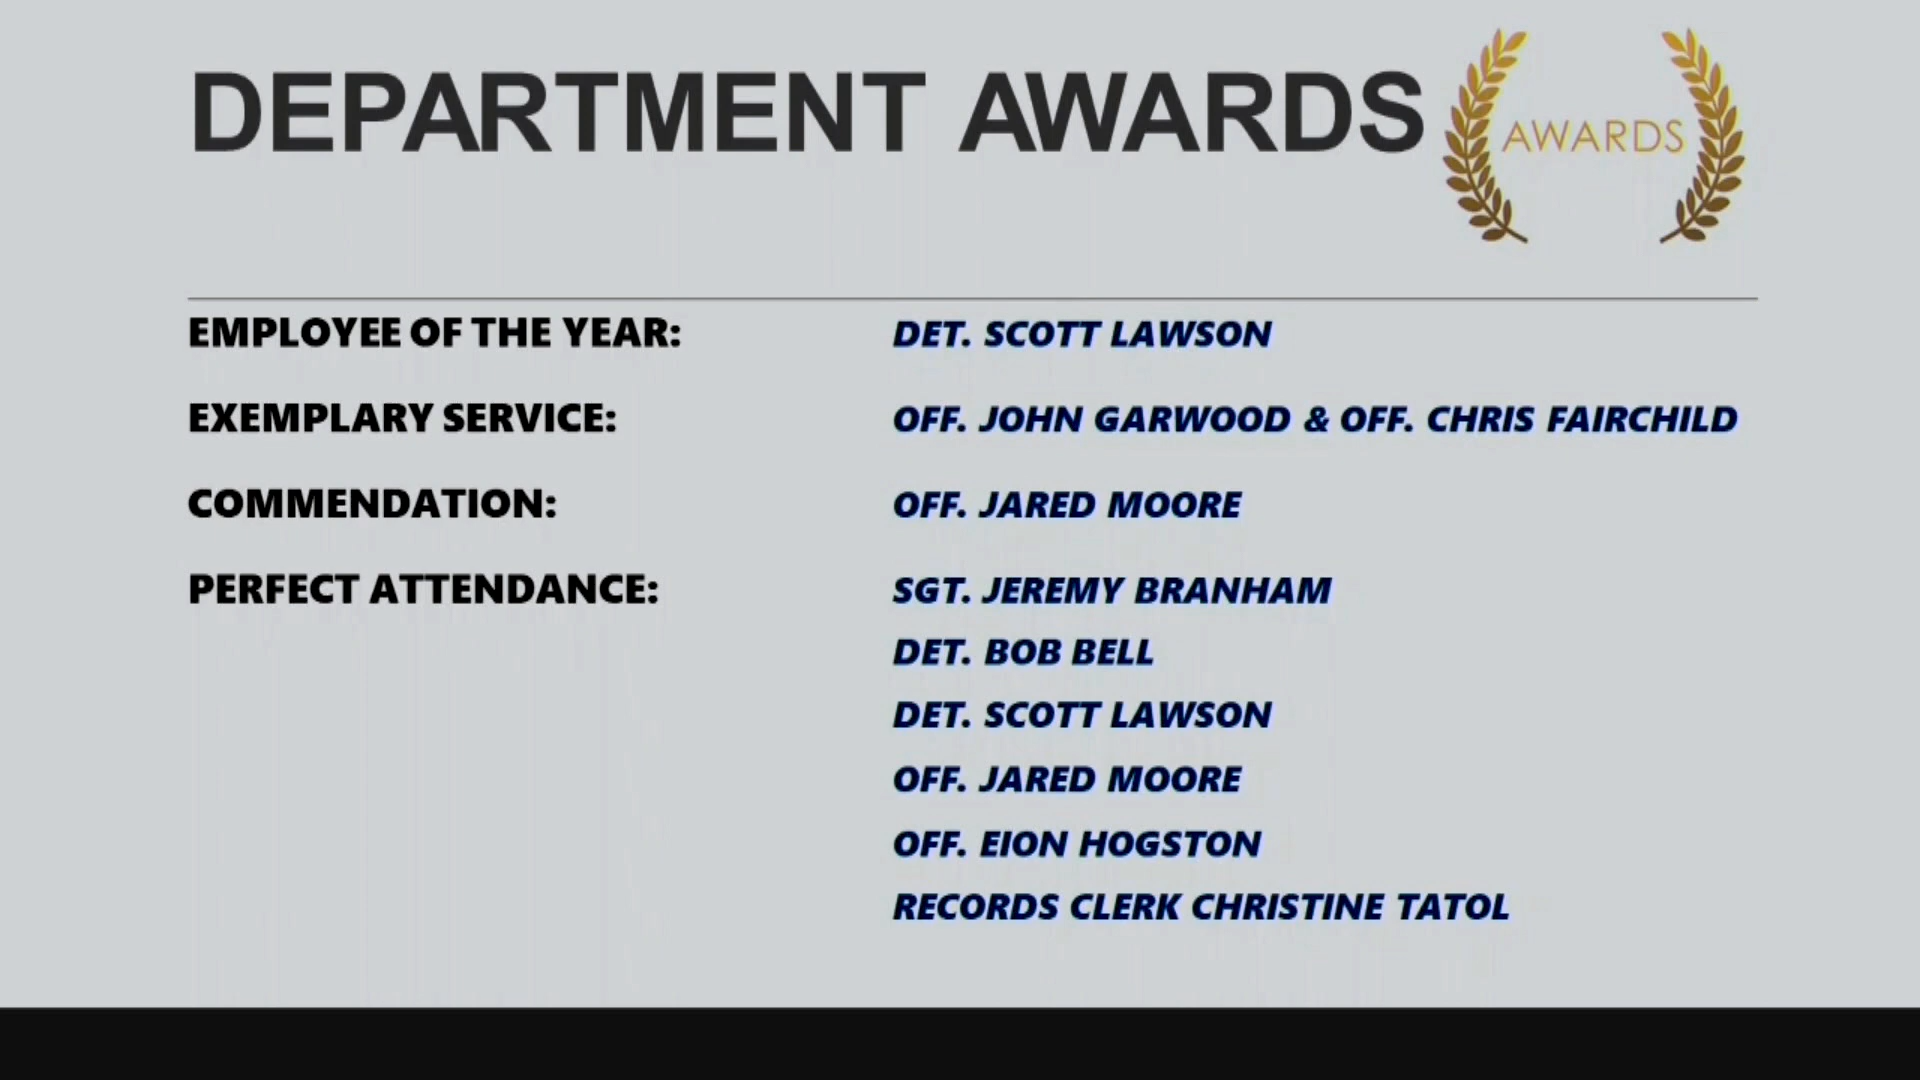 DEPARTMENT AWARDS
AWARDS
EMPLOYEE OF THE YEAR: DET. SCOTT LAWSON
EXEMPLARY SERVICE: OFF. JOHN GARWOOD & OFF. CHRIS FAIRCHILD
COMMENDATION: OFF. JARED MOORE
PERFECT ATTENDANCE: SGT. JEREMY BRANHAM
DET. BOB BELL
DET. SCOTT LAWSON
OFF. JARED MOORE
OFF. EION HOGSTON
RECORDS CLERK CHRISTINE TATOL